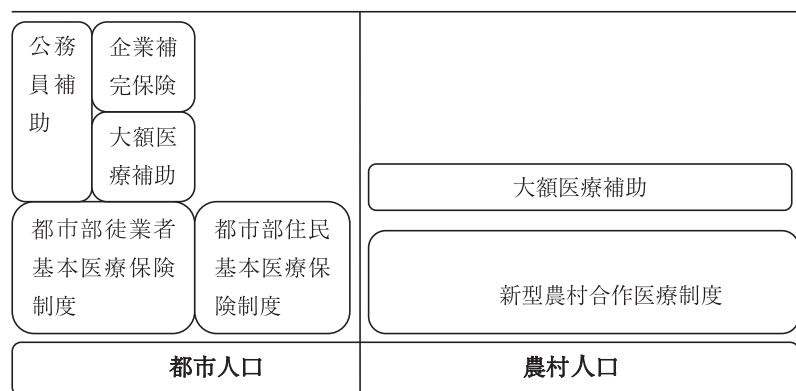 公務
員補
助
企業補
完保険
大額医
療補助
都市部徒業者
基本医療保険
制度
都市部住民
基本医療保
険制度
大額医療補助
新型農村合作医療制度
都市人口
農村人口